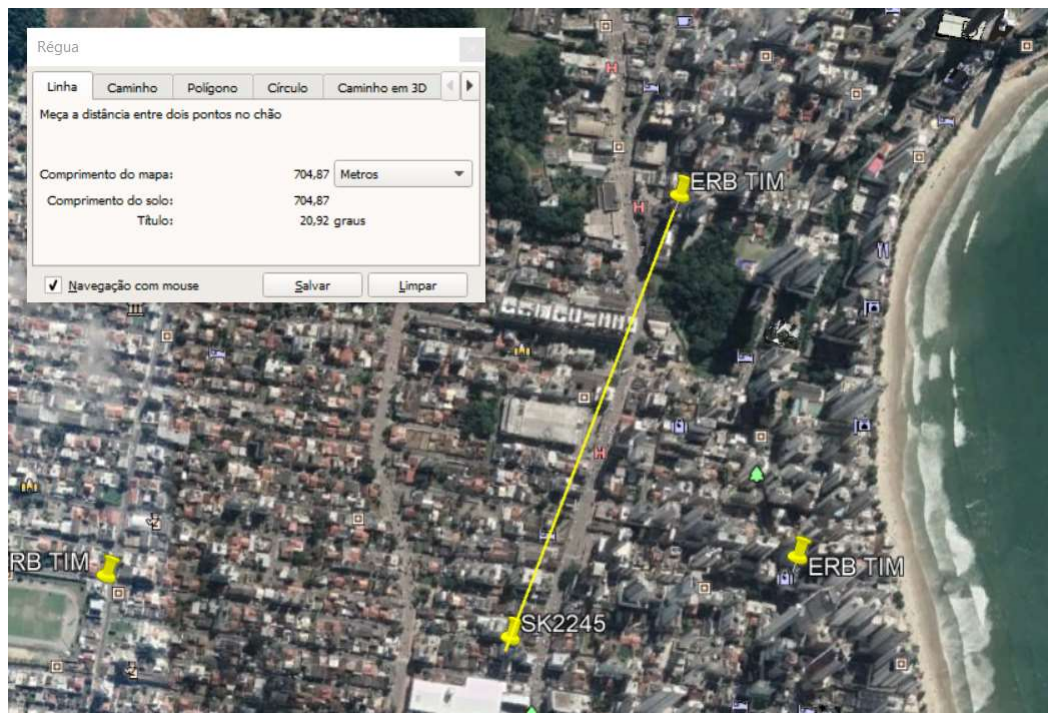 Régua
Linha
Caminho
Polígono
Círculo
Caminho em 3D
Meça a distância entre dois pontos no chão
Comprimento do mapa: 704,87 Metros
Comprimento do solo: 704,87
Título: 20,92 graus
Navegação com mouse
Salvar
Limpar
ERB TIM
RB TIM
ERB TIM
SK2245
H
H
H